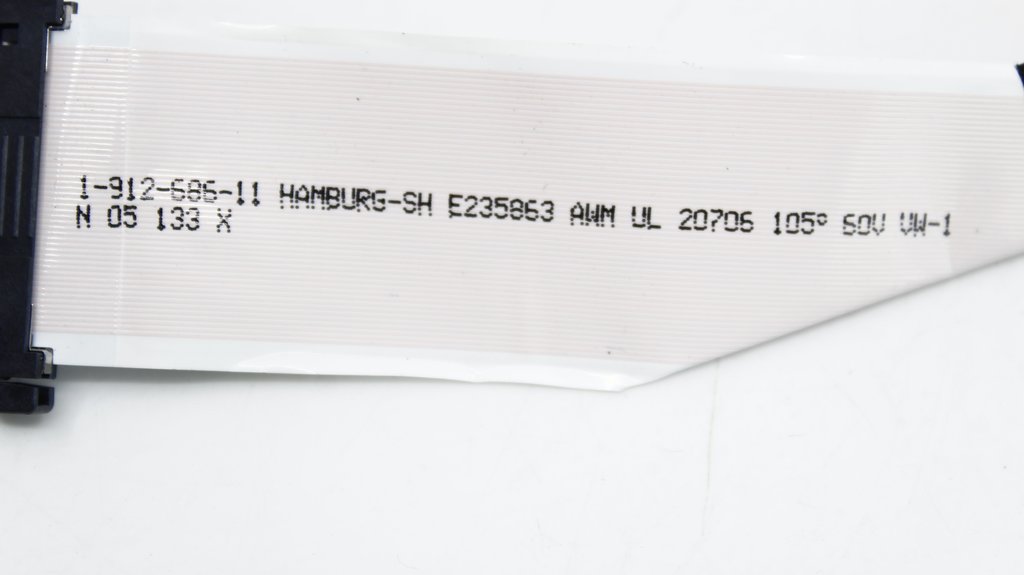 1-912-686-11 HAMBURG-SH E235863 AWM UL 20706 105° 60V VW-1
N 05 133 X